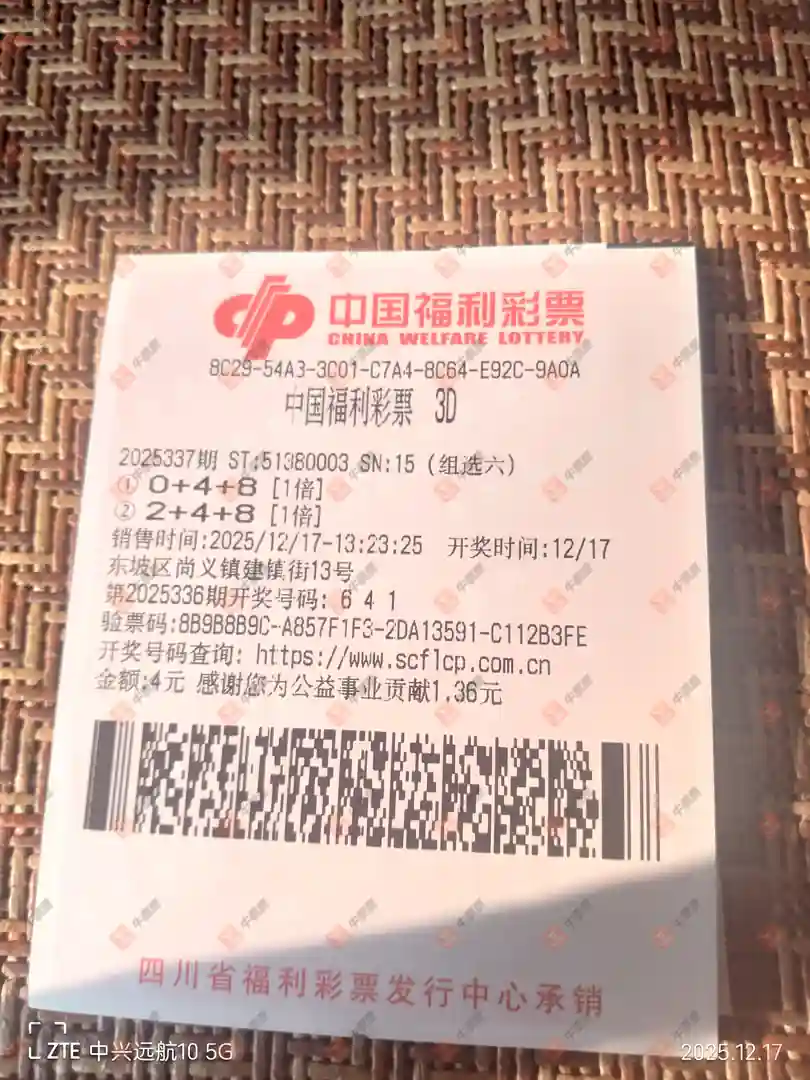 中国福利彩票
CHINA WELFARE LOTTERY
8C29-54A3-3C01-C7A4-8C64-E92C-9A0A
中国福利彩票 3D
2025337期 ST:51380003 SN:15 (组选六)
① 0+4+8 [1倍]
② 2+4+8 [1倍]
销售时间:2025/12/17-13:23:25 开奖时间:12/17
东坡区尚义镇建镇街13号
第2025336期开奖号码: 6 4 1
验票码:8B9B8B9C-A857F1F3-2DA13591-C112B3FE
开奖号码查询: https://www.scflcp.com.cn
金额:4元 感谢您为公益事业贡献1.36元
四川省福利彩票发行中心承销
ZTE 中兴远航10 5G
2025.12.17